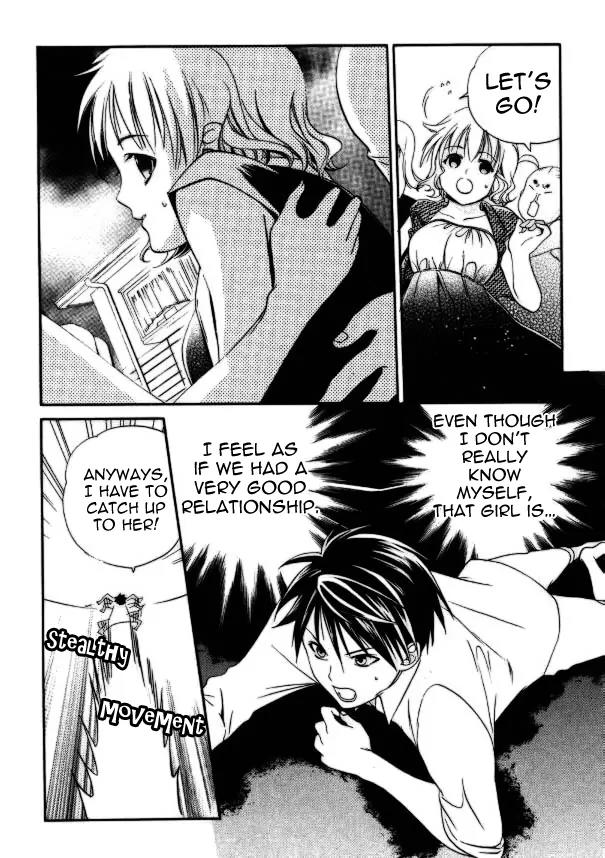 LET'S
GO!
EVEN THOUGH
I DON'T
REALLY
KNOW
MYSELF,
THAT GIRL IS...
I FEEL AS
IF WE HAD A
VERY GOOD
RELATIONSHIP.
ANYWAYS,
I HAVE TO
CATCH UP
TO HER!
STEALTHY
MOVEMENT